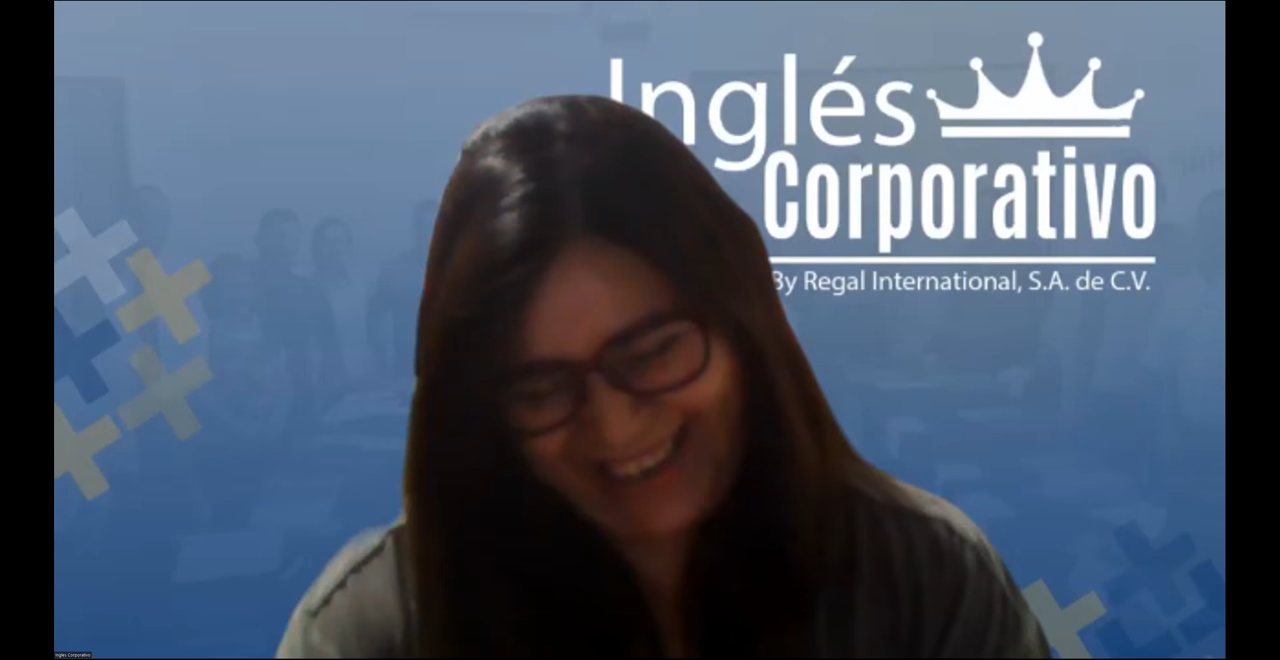 Inglés
Corporativo
By Regal International, S.A. de C.V.
Inglés Corporativo